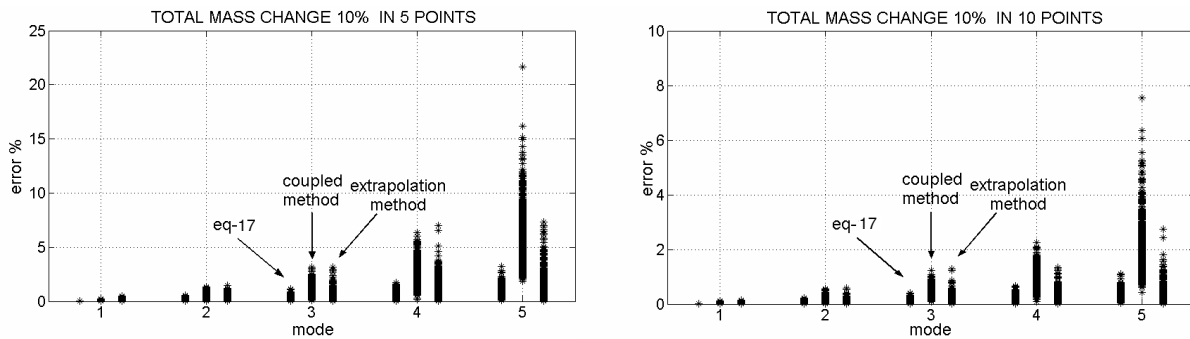 TOTAL MASS CHANGE 10% IN 5 POINTS
25
20
15
10
5
0
error %
eq-17
coupled
method
extrapolation
method
1 2 3 4 5
mode
TOTAL MASS CHANGE 10% IN 10 POINTS
10
8
6
4
2
0
error %
eq-17
coupled
method
extrapolation
method
1 2 3 4 5
mode